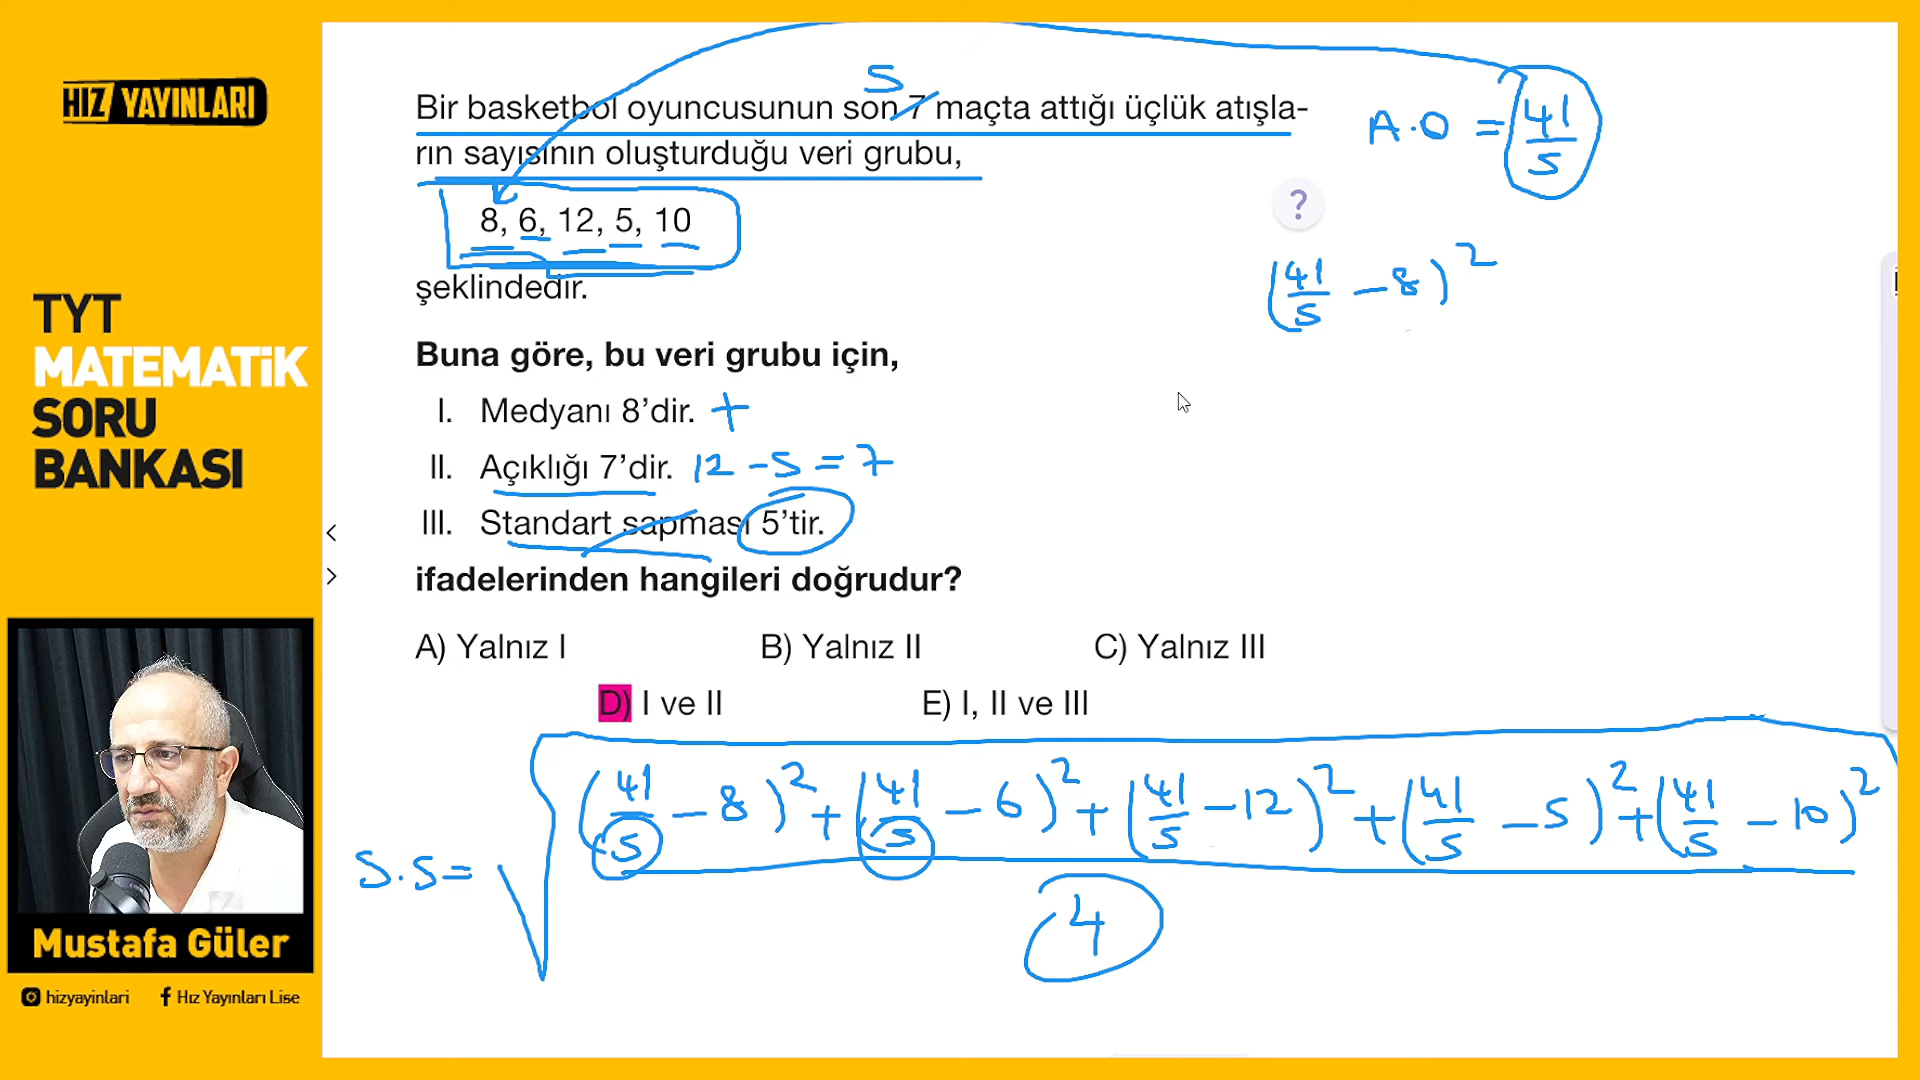 HIZ YAYINLARI
TYT
MATEMATİK
SORU
BANKASI
Mustafa Güler
hizyayinlari
Hız Yayınları Lise
5
Bir basketbol oyuncusunun son 7 maçta attığı üçlük atışla-
rın sayısının oluşturduğu veri grubu,
8, 6, 12, 5, 10
şeklindedir.
A.O = 41/5
?
(41/5 - 8)²
Buna göre, bu veri grubu için,
I. Medyanı 8'dir. +
II. Açıklığı 7'dir. 12 - 5 = 7
III. Standart sapması 5'tir.
ifadelerinden hangileri doğrudur?
A) Yalnız I B) Yalnız II C) Yalnız III
D) I ve II E) I, II ve III
S.S = √((41/5 - 8)² + (41/5 - 6)² + (41/5 - 12)² + (41/5 - 5)² + (41/5 - 10)²
4